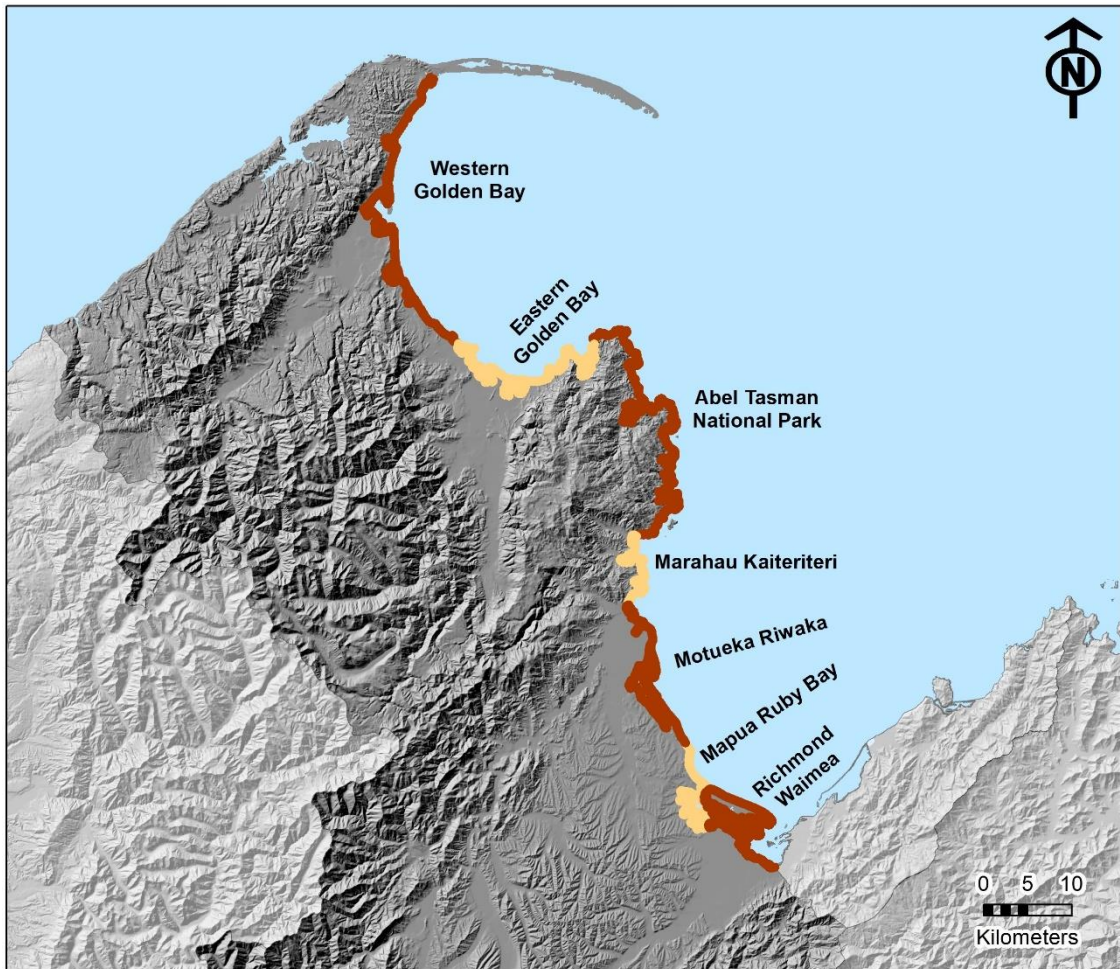 N
Western
Golden Bay
Eastern
Golden Bay
Abel Tasman
National Park
Marahau Kaiteriteri
Motueka Riwaka
Mapua Ruby Bay
Richmond
Waimea
0 5 10
Kilometers